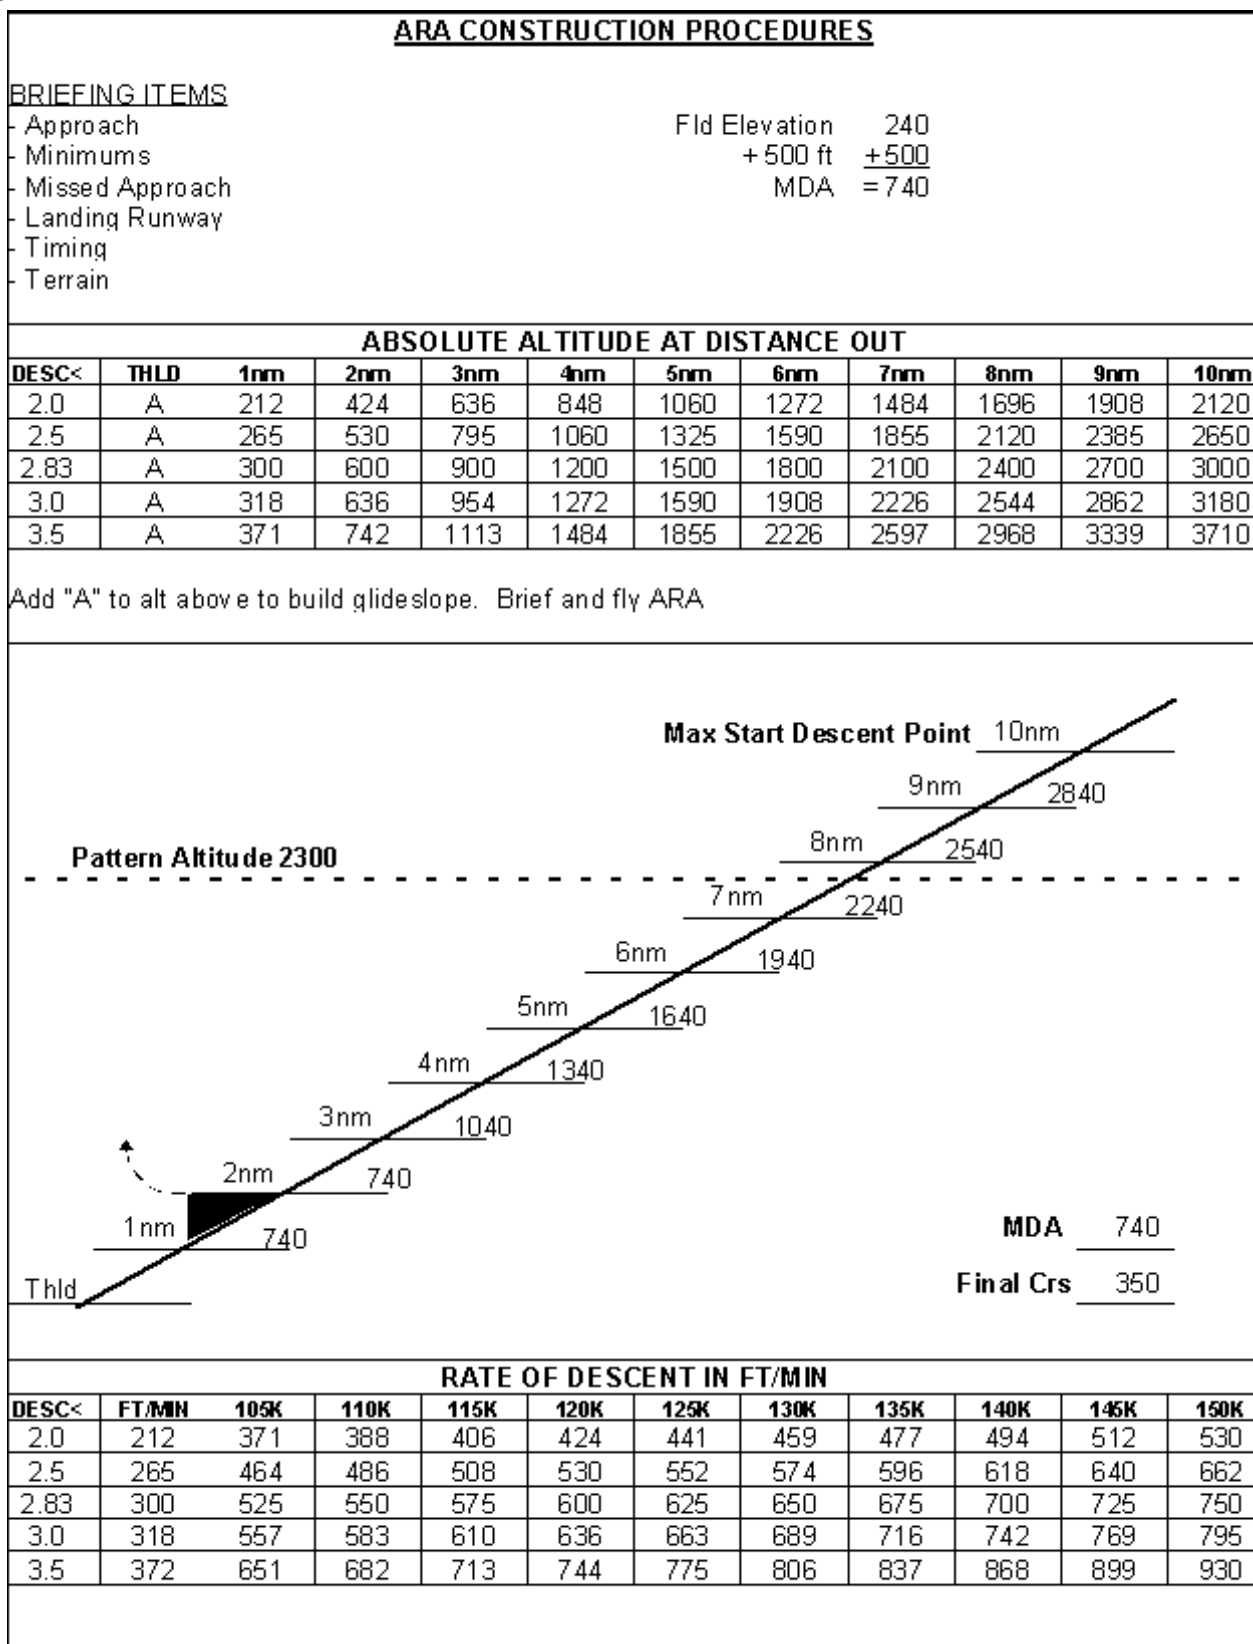 ARA CONSTRUCTION PROCEDURES
BRIEFING ITEMS
- Approach
- Minimums
- Missed Approach
- Landing Runway
- Timing
- Terrain
Fld Elevation 240
+ 500 ft +500
MDA = 740
ABSOLUTE ALTITUDE AT DISTANCE OUT
DESC< THLD 1nm 2nm 3nm 4nm 5nm 6nm 7nm 8nm 9nm 10nm
2.0 A 212 424 636 848 1060 1272 1484 1696 1908 2120
2.5 A 265 530 795 1060 1325 1590 1855 2120 2385 2650
2.83 A 300 600 900 1200 1500 1800 2100 2400 2700 3000
3.0 A 318 636 954 1272 1590 1908 2226 2544 2862 3180
3.5 A 371 742 1113 1484 1855 2226 2597 2968 3339 3710
Add "A" to alt above to build glideslope. Brief and fly ARA
Max Start Descent Point 10nm
9nm 2840
8nm 2540
Pattern Altitude 2300
7nm 2240
6nm 1940
5nm 1640
4nm 1340
3nm 1040
2nm 740
1nm 740
MDA 740
Thld
Final Crs 350
RATE OF DESCENT IN FT/MIN
DESC< FT/MIN 105K 110K 115K 120K 125K 130K 135K 140K 145K 150K
2.0 212 371 388 406 424 441 459 477 494 512 530
2.5 265 464 486 508 530 552 574 596 618 640 662
2.83 300 525 550 575 600 625 650 675 700 725 750
3.0 318 557 583 610 636 663 689 716 742 769 795
3.5 372 651 682 713 744 775 806 837 868 899 930